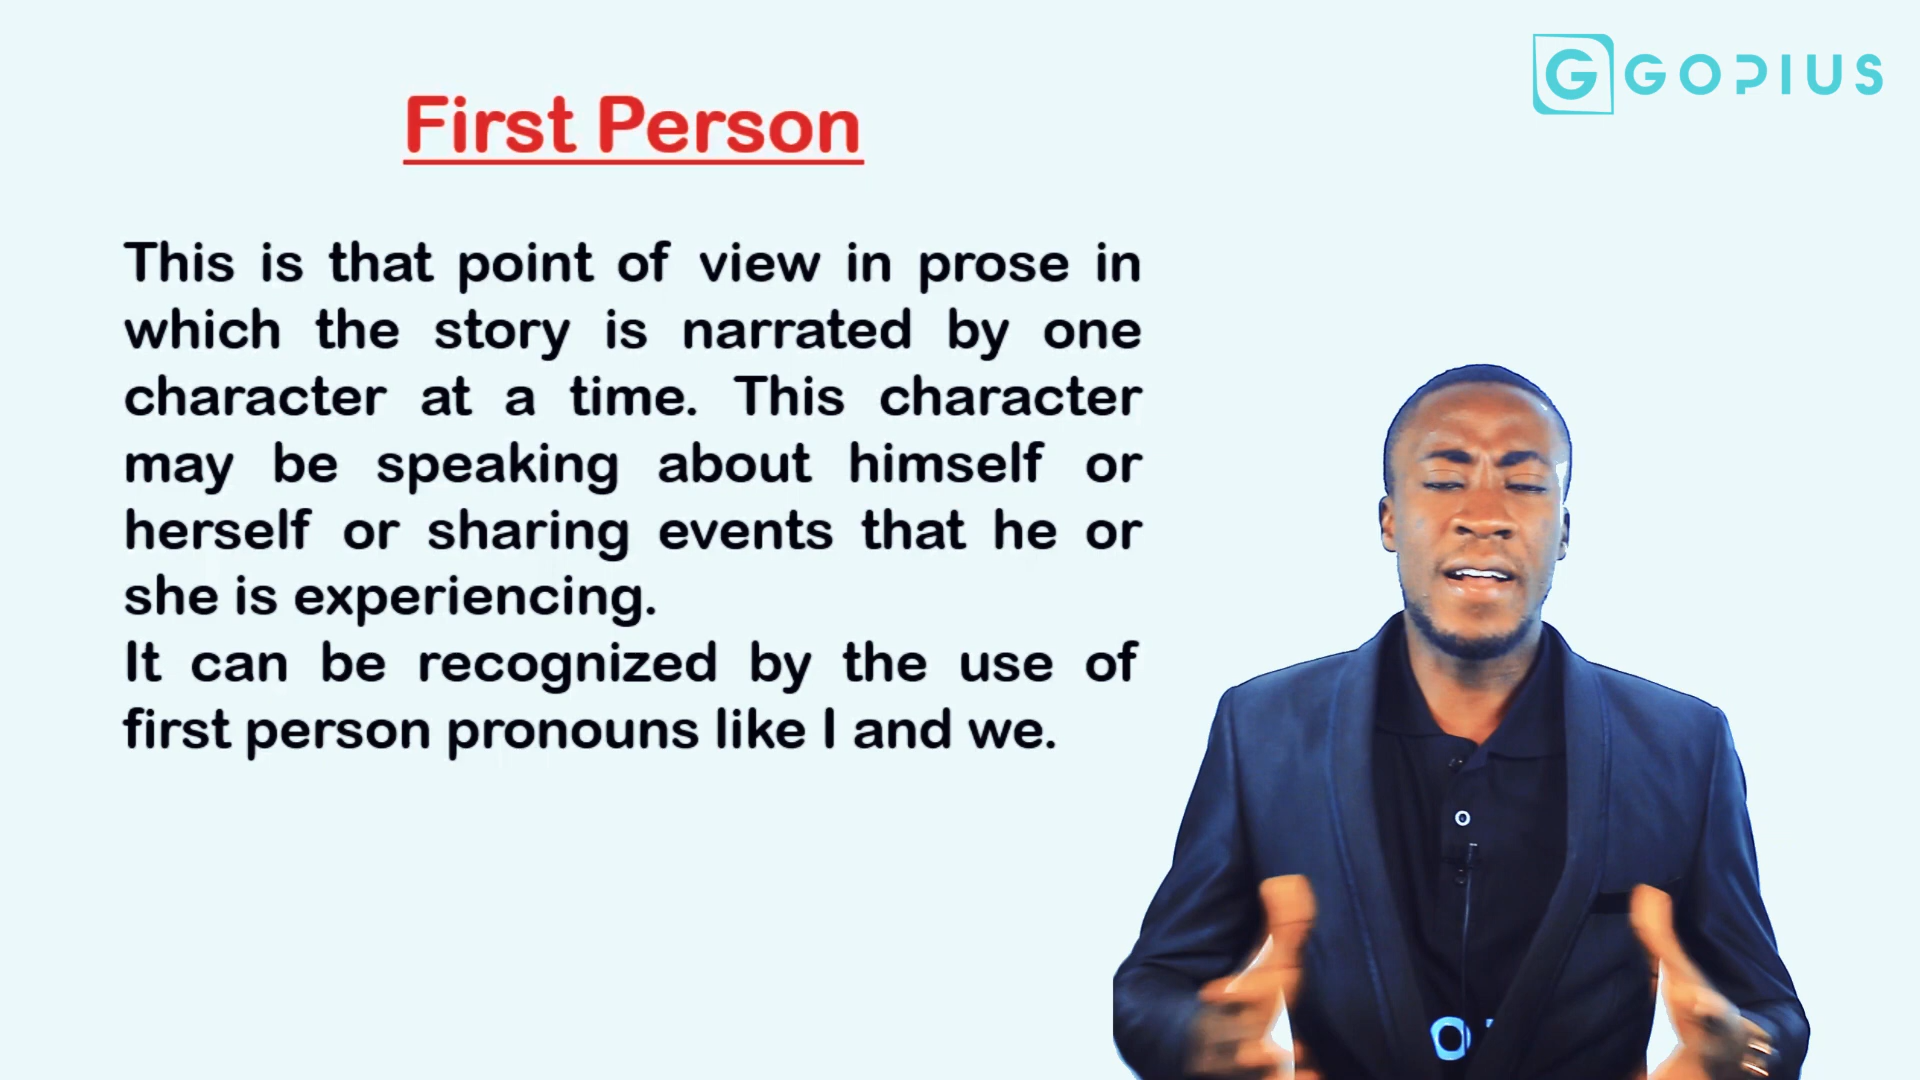 GOPIUS
First Person
This is that point of view in prose in
which the story is narrated by one
character at a time. This character
may be speaking about himself or
herself or sharing events that he or
she is experiencing.
It can be recognized by the use of
first person pronouns like I and we.